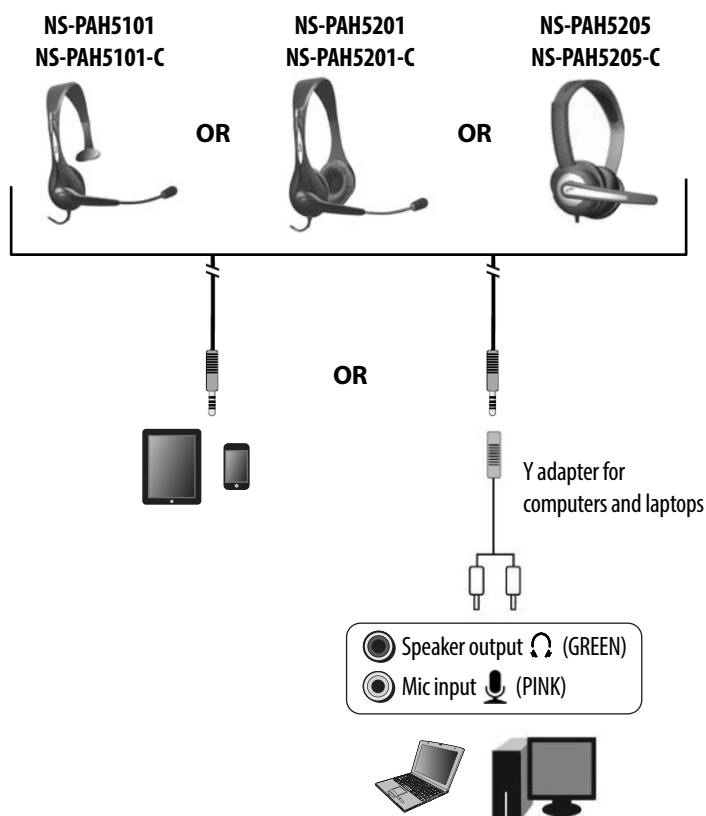 NS-PAH5101
NS-PAH5101-C
NS-PAH5201
NS-PAH5201-C
NS-PAH5205
NS-PAH5205-C
OR
OR
OR
Y adapter for
computers and laptops
Speaker output (GREEN)
Mic input (PINK)